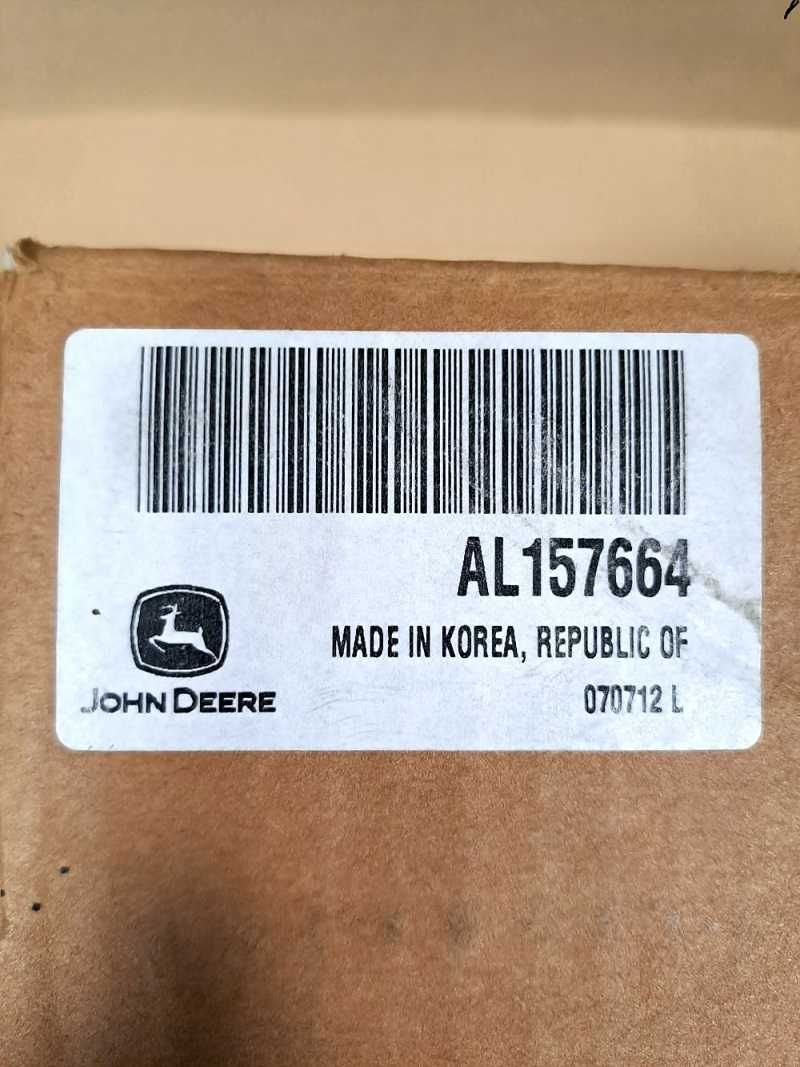 AL157664
MADE IN KOREA, REPUBLIC OF
JOHN DEERE
070712 L